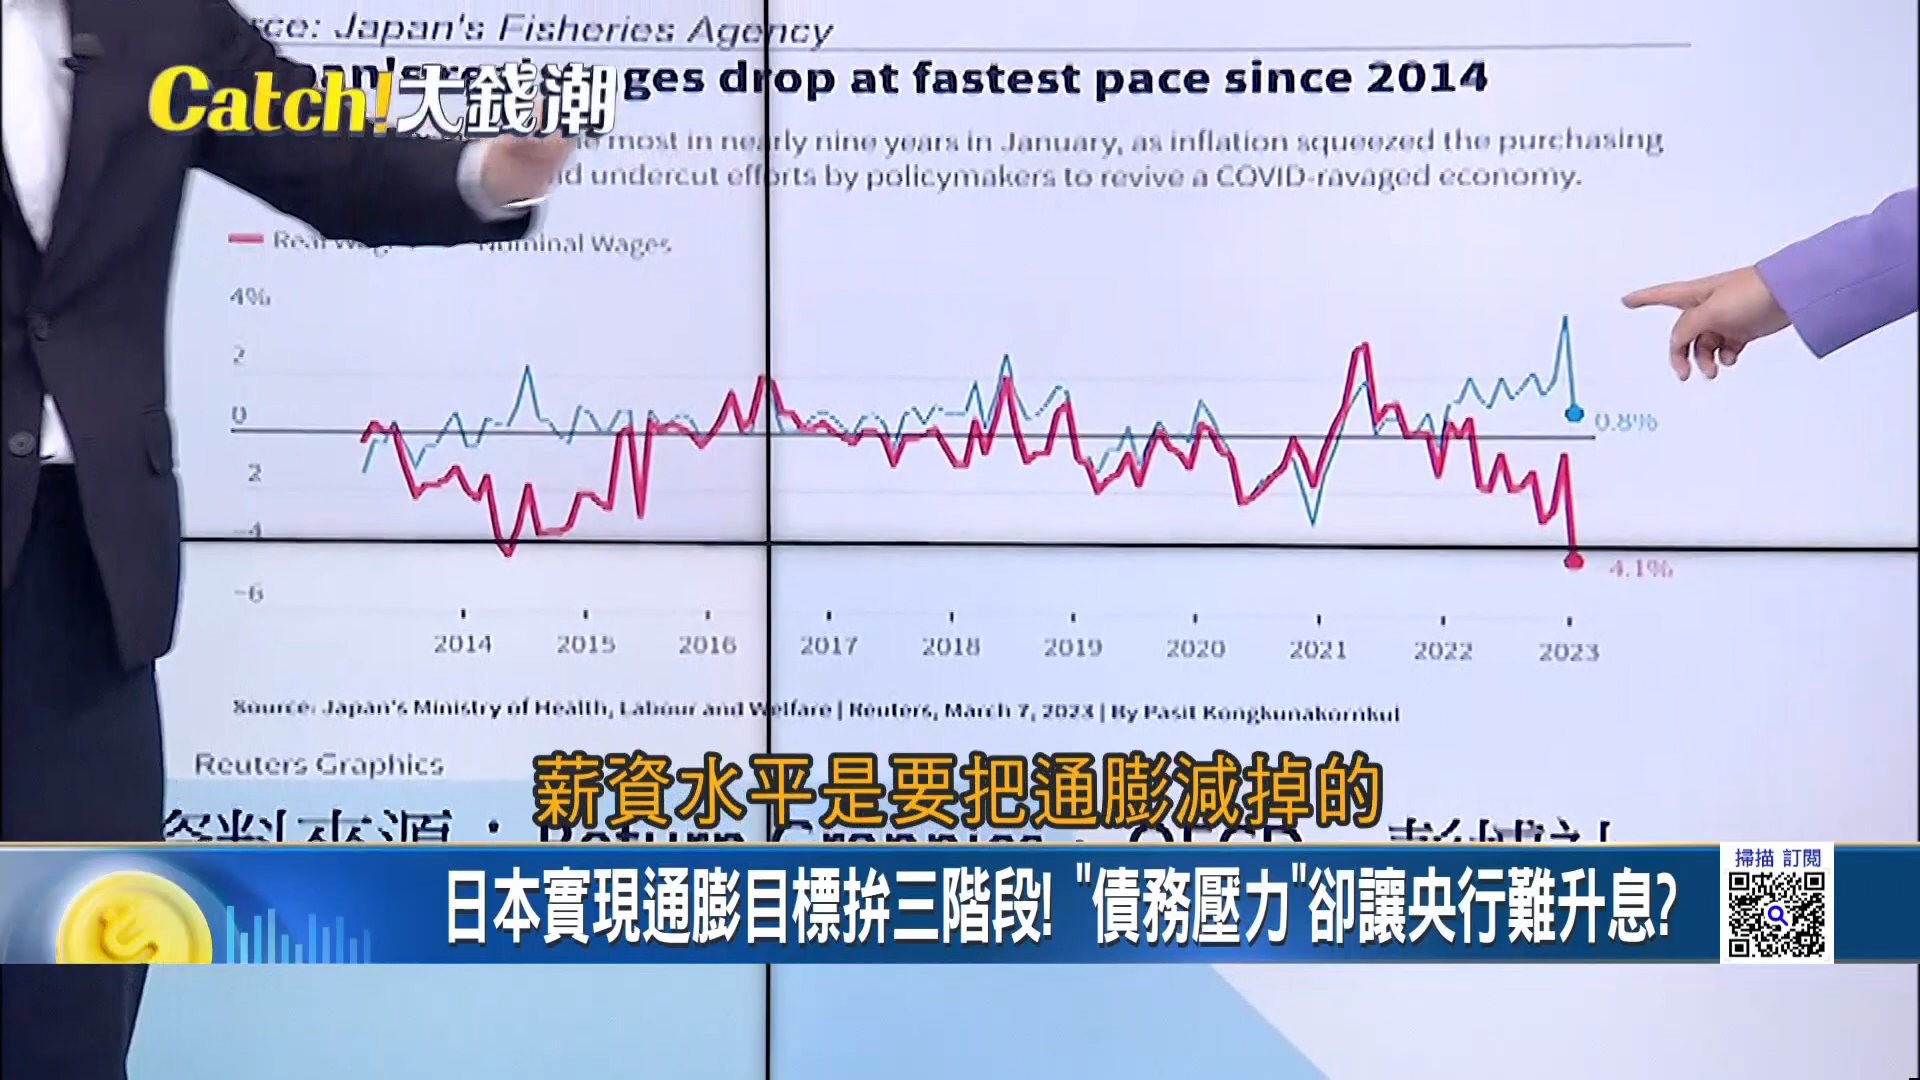 Japan's Fisheries Agency
Catch!大錢潮
drop at fastest pace since 2014
most in nearly nine years in January, as inflation squeezed the purchasing
undercut efforts by policymakers to revive a COVID-ravaged economy.
Nominal Wages
4%
2
0
0.8%
2
-4
4.1%
-6
2014 2015 2016 2017 2018 2019 2020 2021 2022 2023
Source: Japan's Ministry of Health, Labour and Welfare | Reuters, March 7, 2023 | By Pasit Kongkunakornkul
Reuters Graphics
薪資水平是要把通膨減掉的
掃描 訂閱
日本實現通膨目標拚三階段! "債務壓力"卻讓央行難升息?